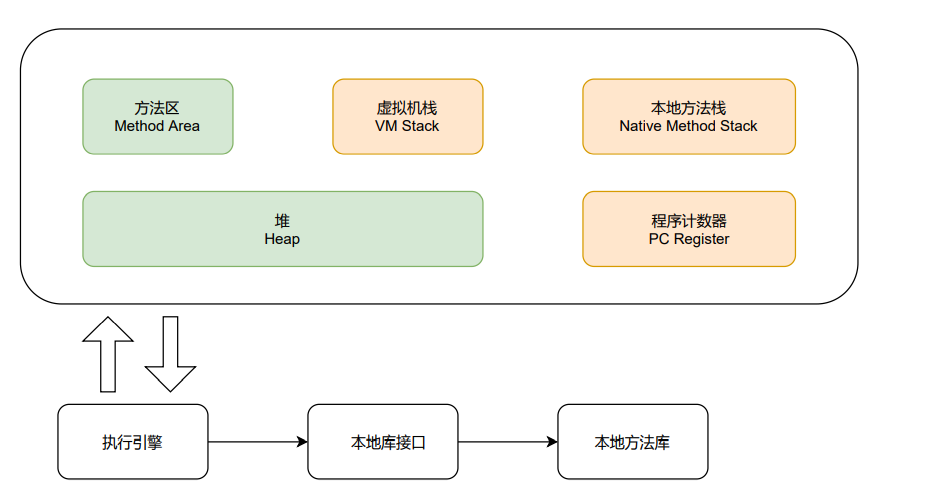 方法区
Method Area
虚拟机栈
VM Stack
本地方法栈
Native Method Stack
堆
Heap
程序计数器
PC Register
执行引擎
本地库接口
本地方法库